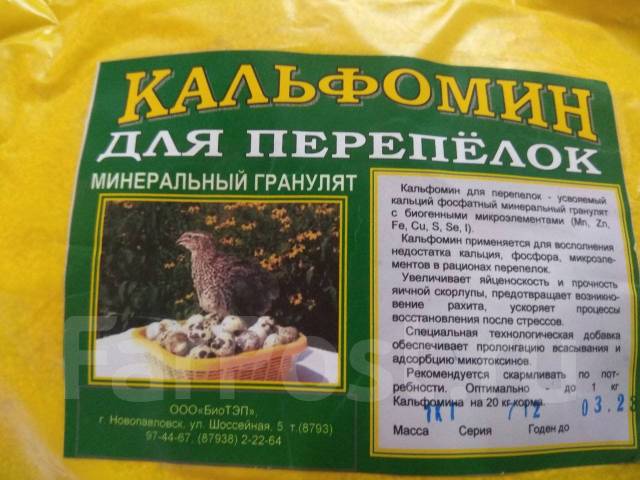 КАЛЬФОМИН
ДЛЯ ПЕРЕПЁЛОК
МИНЕРАЛЬНЫЙ ГРАНУЛЯТ
Кальфомин для перепелок - усвояемый
кальций фосфатный минеральный гранулят
с биогенными микроэлементами (Mn, Zn,
Fe, Cu, S, Se, I).
Кальфомин применяется для восполнения
недостатка кальция, фосфора, микроэле-
ментов в рационах перепелок.
Увеличивает яйценоскость и прочность
яичной скорлупы, предотвращает возникно-
вение рахита, ускоряет процессы
восстановления после стрессов.
Специальная технологическая добавка
обеспечивает пролонгацию всасывания и
адсорбцию микотоксинов.
Рекомендуется скармливать по пот-
ребности. Оптимально - до 1 кг
Кальфомина на 20 кг корма.
1КГ /12 03.2
Масса Серия Годен до
ООО«БиоТЭП»,
г. Новопавловск, ул. Шоссейная, 5, т.(8793)
97-44-67, (87938) 2-22-64
FarPost